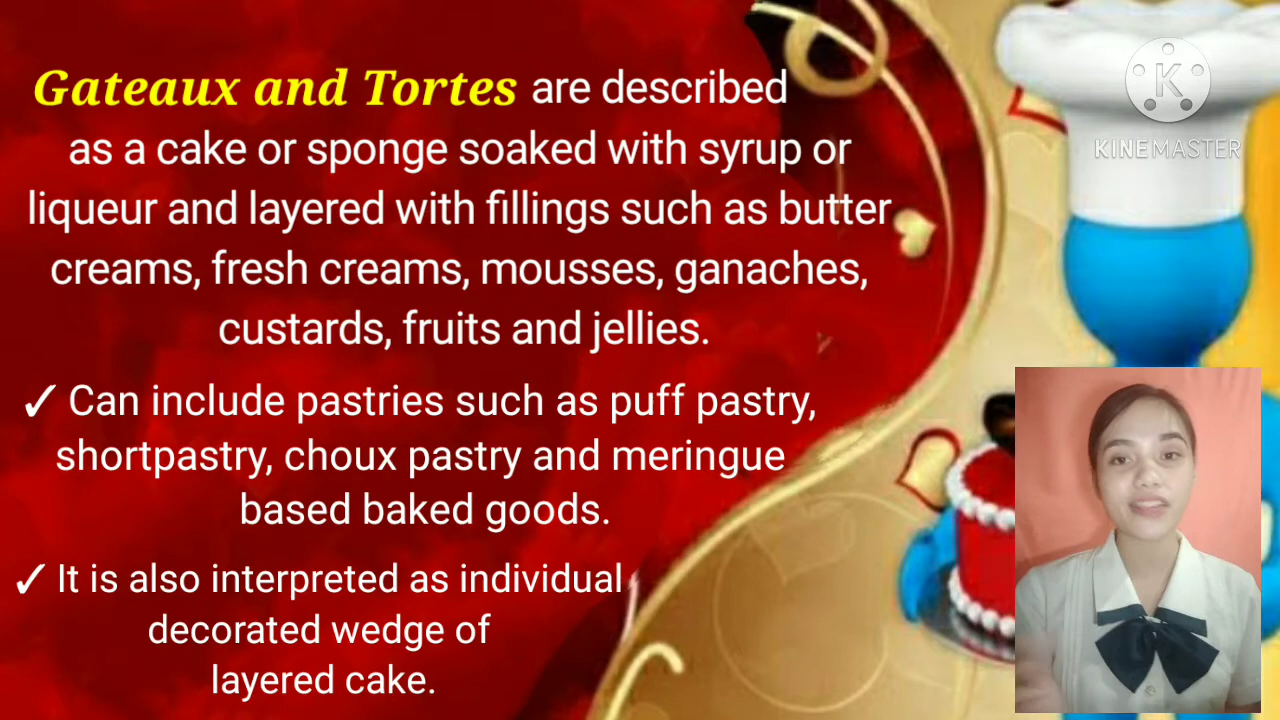 Gateaux and Tortes are described
as a cake or sponge soaked with syrup or
liqueur and layered with fillings such as butter
creams, fresh creams, mousses, ganaches,
custards, fruits and jellies.
✓ Can include pastries such as puff pastry,
shortpastry, choux pastry and meringue
based baked goods.
✓ It is also interpreted as individual
decorated wedge of
layered cake.
K
KINEMASTER